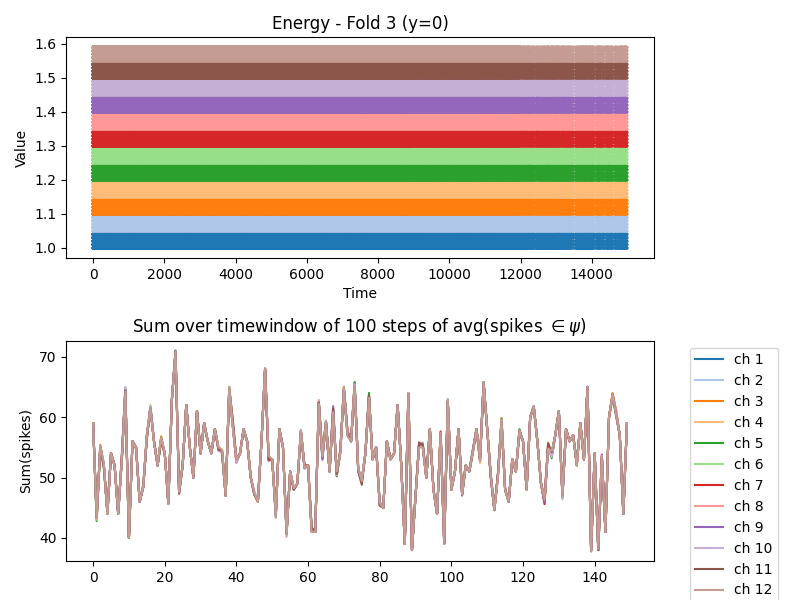 Energy - Fold 3 (y=0)
1.6
1.5
1.4
1.3
1.2
1.1
1.0
Value
0 2000 4000 6000 8000 10000 12000 14000
Time
Sum over timewindow of 100 steps of avg(spikes ∈ψ)
70
60
50
40
Sum(spikes)
0 20 40 60 80 100 120 140
ch 1
ch 2
ch 3
ch 4
ch 5
ch 6
ch 7
ch 8
ch 9
ch 10
ch 11
ch 12